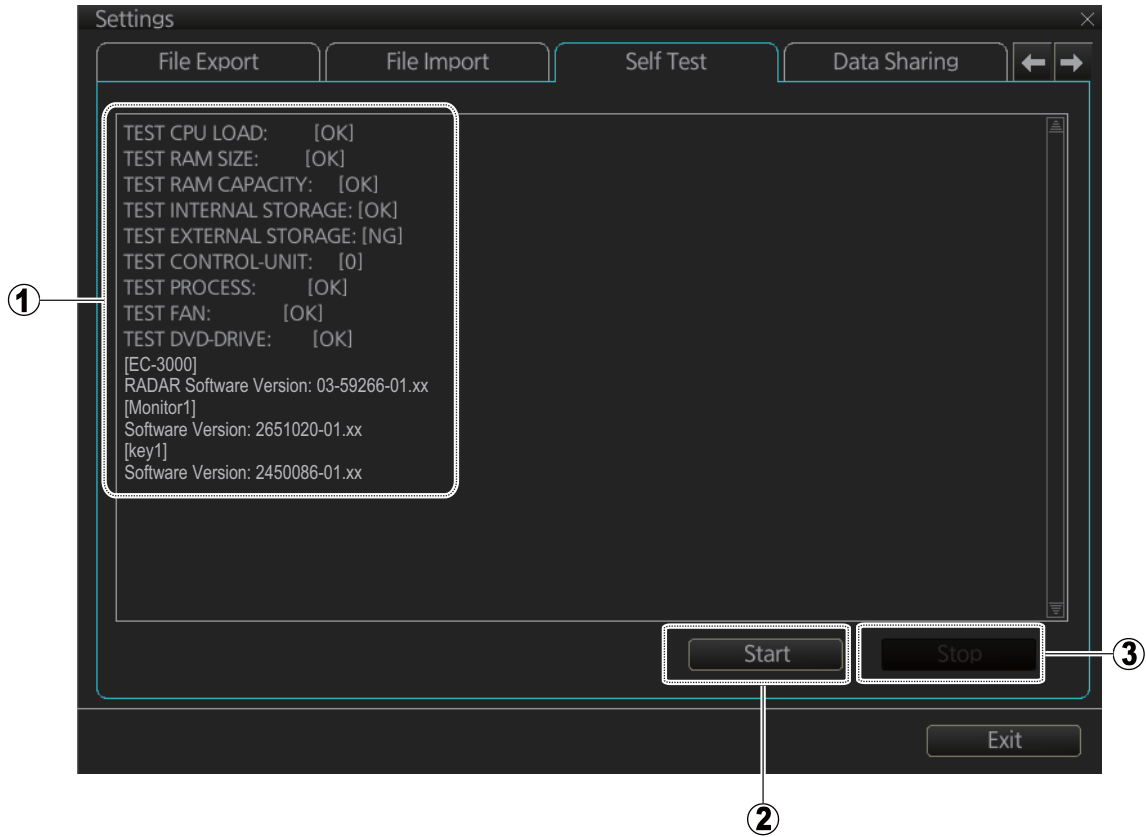 Settings
File Export File Import Self Test Data Sharing
TEST CPU LOAD: [OK]
TEST RAM SIZE: [OK]
TEST RAM CAPACITY: [OK]
TEST INTERNAL STORAGE: [OK]
TEST EXTERNAL STORAGE: [NG]
TEST CONTROL-UNIT: [0]
TEST PROCESS: [OK]
TEST FAN: [OK]
TEST DVD-DRIVE: [OK]
[EC-3000]
RADAR Software Version: 03-59266-01.xx
[Monitor1]
Software Version: 2651020-01.xx
[key1]
Software Version: 2450086-01.xx
1
Start Stop
3
Exit
2